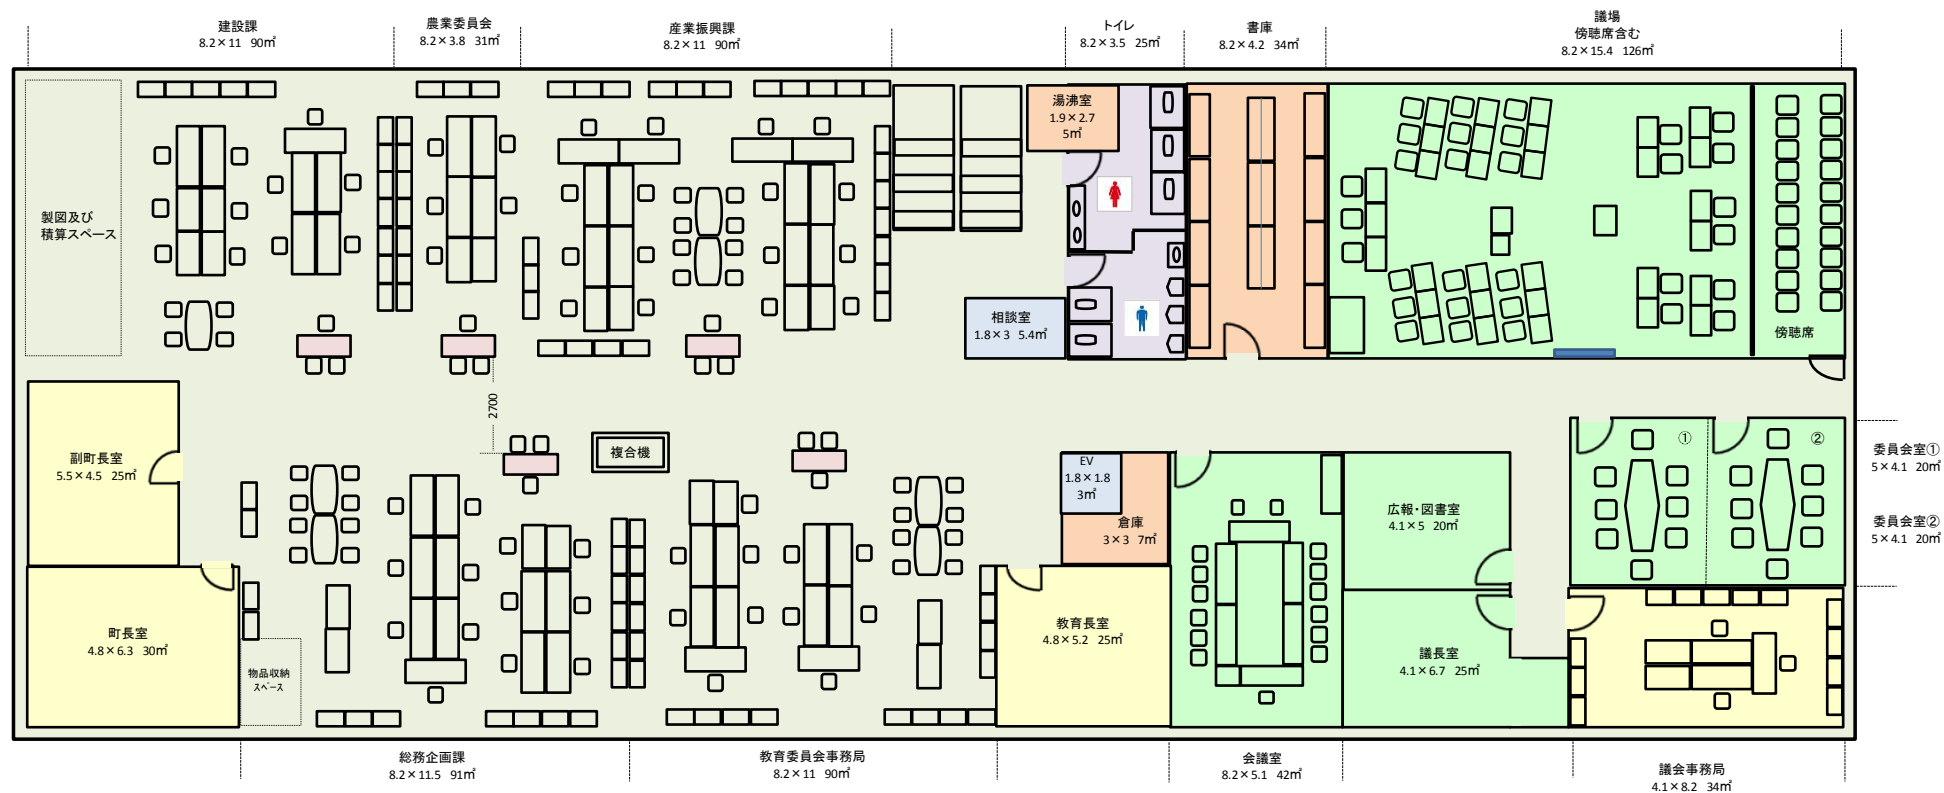 建設課
8.2×11 90㎡
農業委員会
8.2×3.8 31㎡
産業振興課
8.2×11 90㎡
トイレ
8.2×3.5 25㎡
書庫
8.2×4.2 34㎡
議場
傍聴席含む
8.2×15.4 126㎡
湯沸室
1.9×2.7
5㎡
製図及び
積算スペース
相談室
1.8×3 5.4㎡
傍聴席
2700
副町長室
5.5×4.5 25㎡
複合機
EV
1.8×1.8
3㎡
倉庫
3×3 7㎡
広報・図書室
4.1×5 20㎡
①
②
委員会室①
5×4.1 20㎡
委員会室②
5×4.1 20㎡
町長室
4.8×6.3 30㎡
物品収納
スペース
教育長室
4.8×5.2 25㎡
議長室
4.1×6.7 25㎡
総務企画課
8.2×11.5 91㎡
教育委員会事務局
8.2×11 90㎡
会議室
8.2×5.1 42㎡
議会事務局
4.1×8.2 34㎡